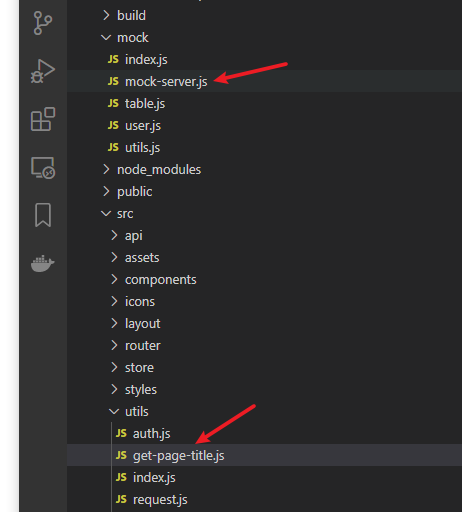 build
mock
JS index.js
JS mock-server.js
JS table.js
JS user.js
JS utils.js
node_modules
public
src
api
assets
components
icons
layout
router
store
styles
utils
JS auth.js
JS get-page-title.js
JS index.js
JS request.js